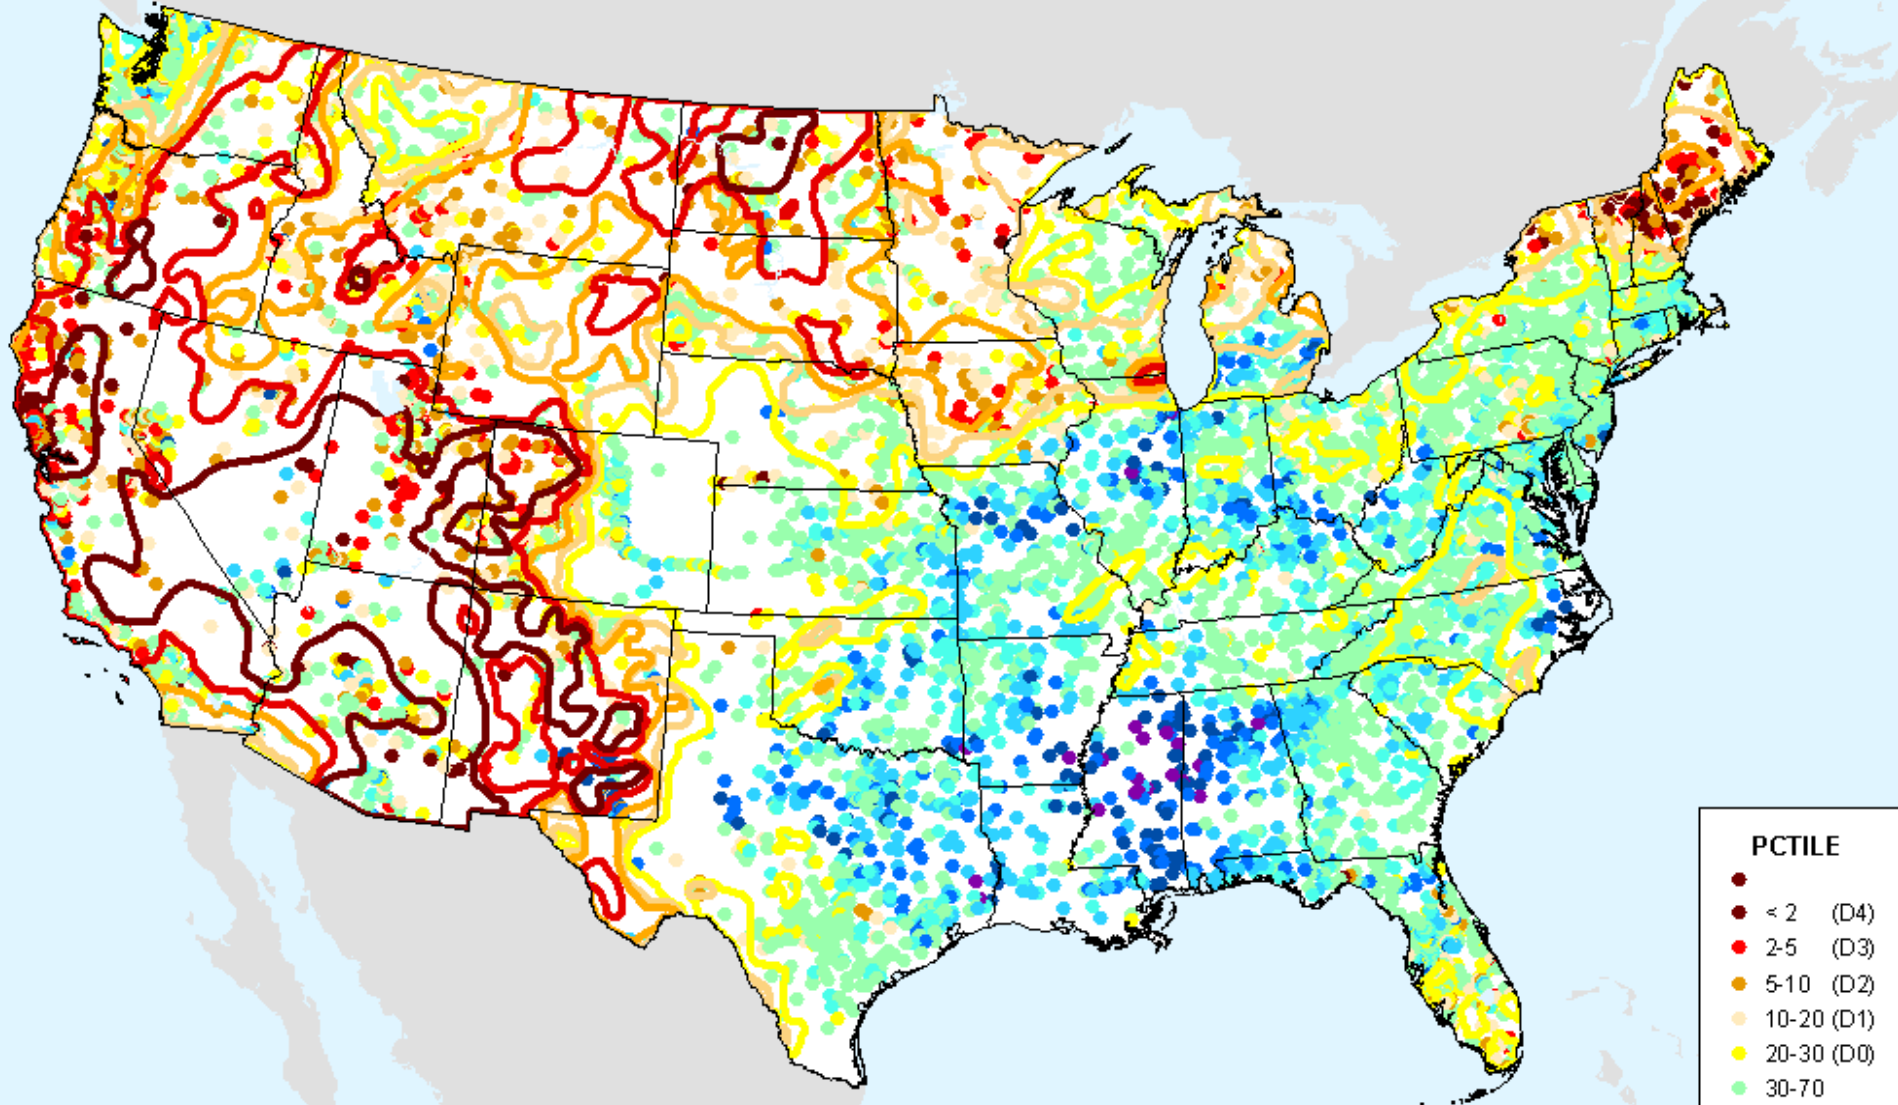 PCTILE
< 2 (D4)
2-5 (D3)
5-10 (D2)
10-20 (D1)
20-30 (D0)
30-70